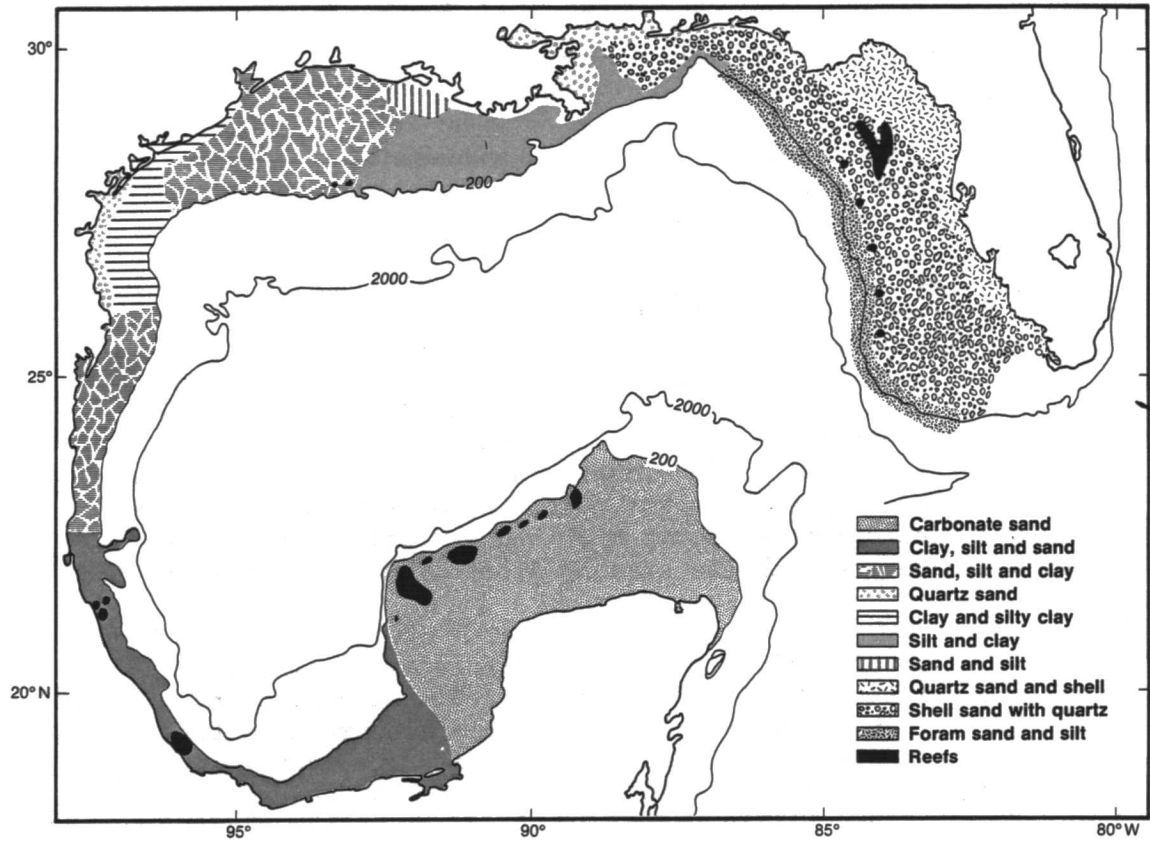 30°
25°
20° N
95°
90°
85°
80° W
200
2000
2000
200
Carbonate sand
Clay, silt and sand
Sand, silt and clay
Quartz sand
Clay and silty clay
Silt and clay
Sand and silt
Quartz sand and shell
Shell sand with quartz
Foram sand and silt
Reefs